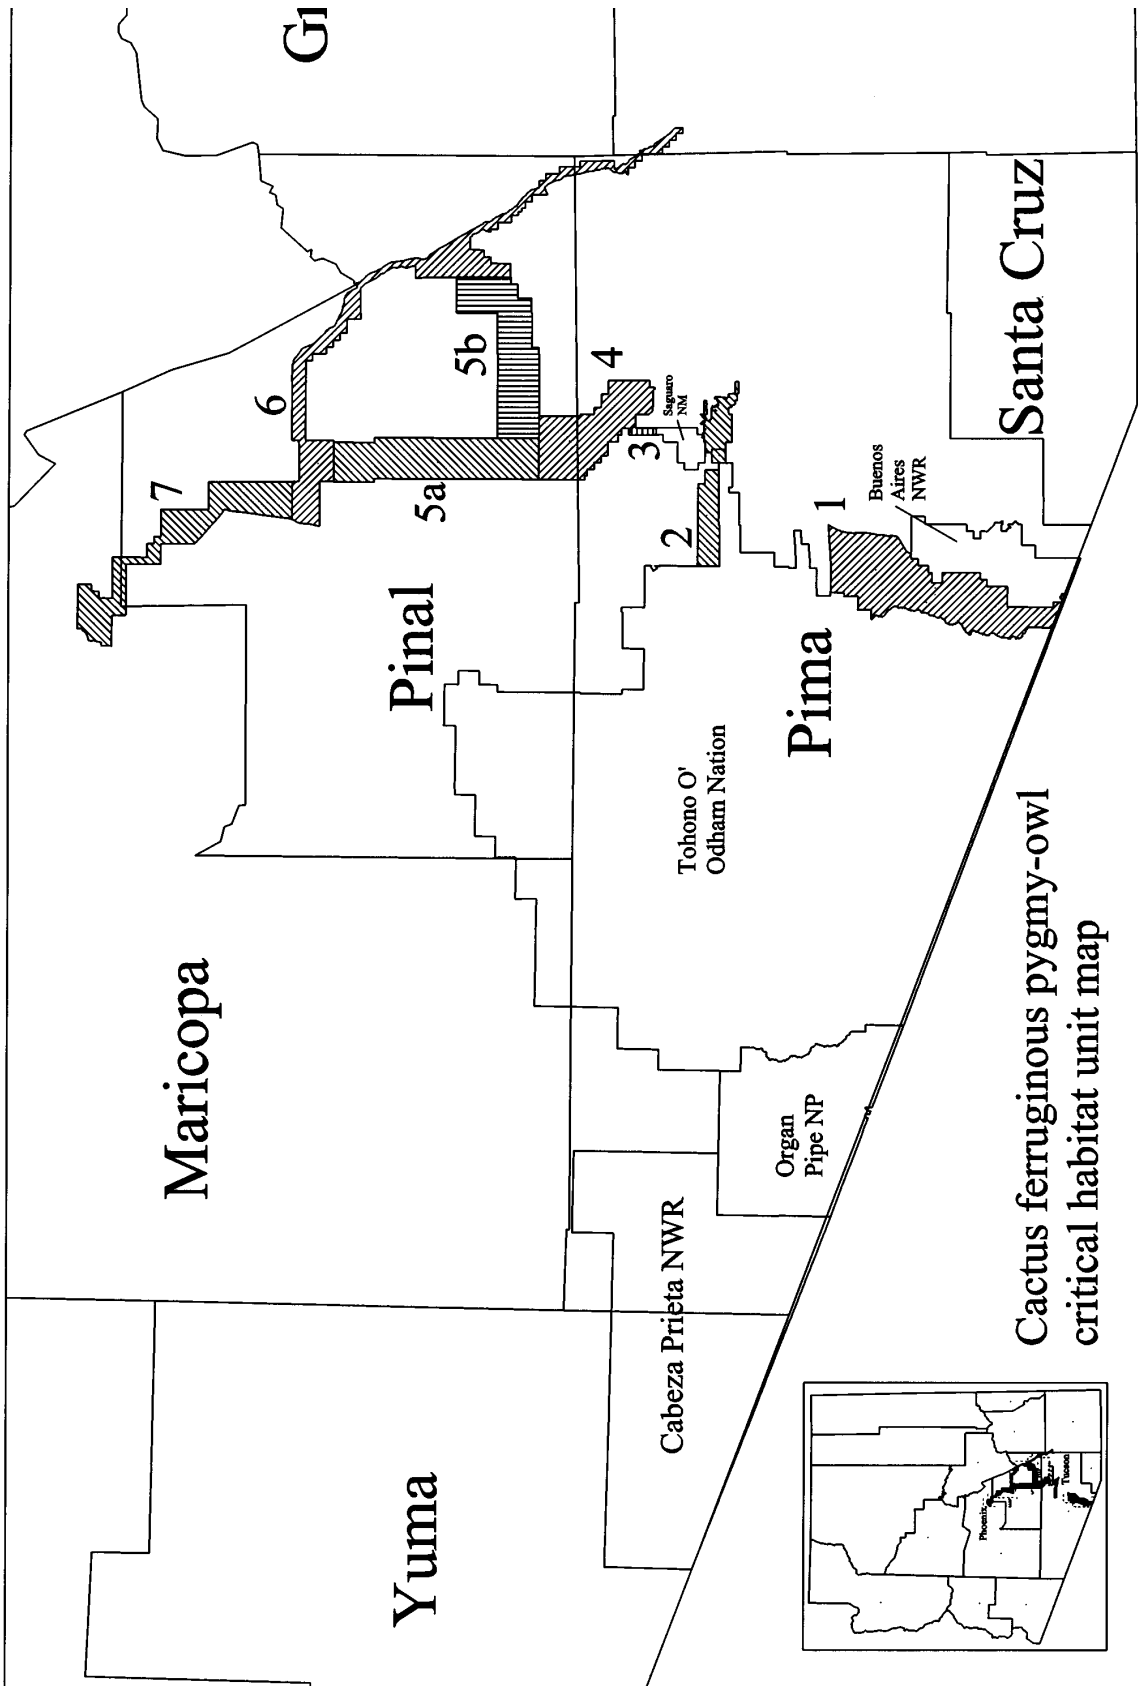 Gr
Maricopa
7
6
Pinal
5a
5b
Yuma
4
3
Saguaro
NM
2
Cabeza Prieta NWR
Tohono O'
Odham Nation
Organ
Pipe NP
Pima
1
Buenos
Aires
NWR
Santa Cruz
Cactus ferruginous pygmy-owl
critical habitat unit map
Phoenix
Tucson